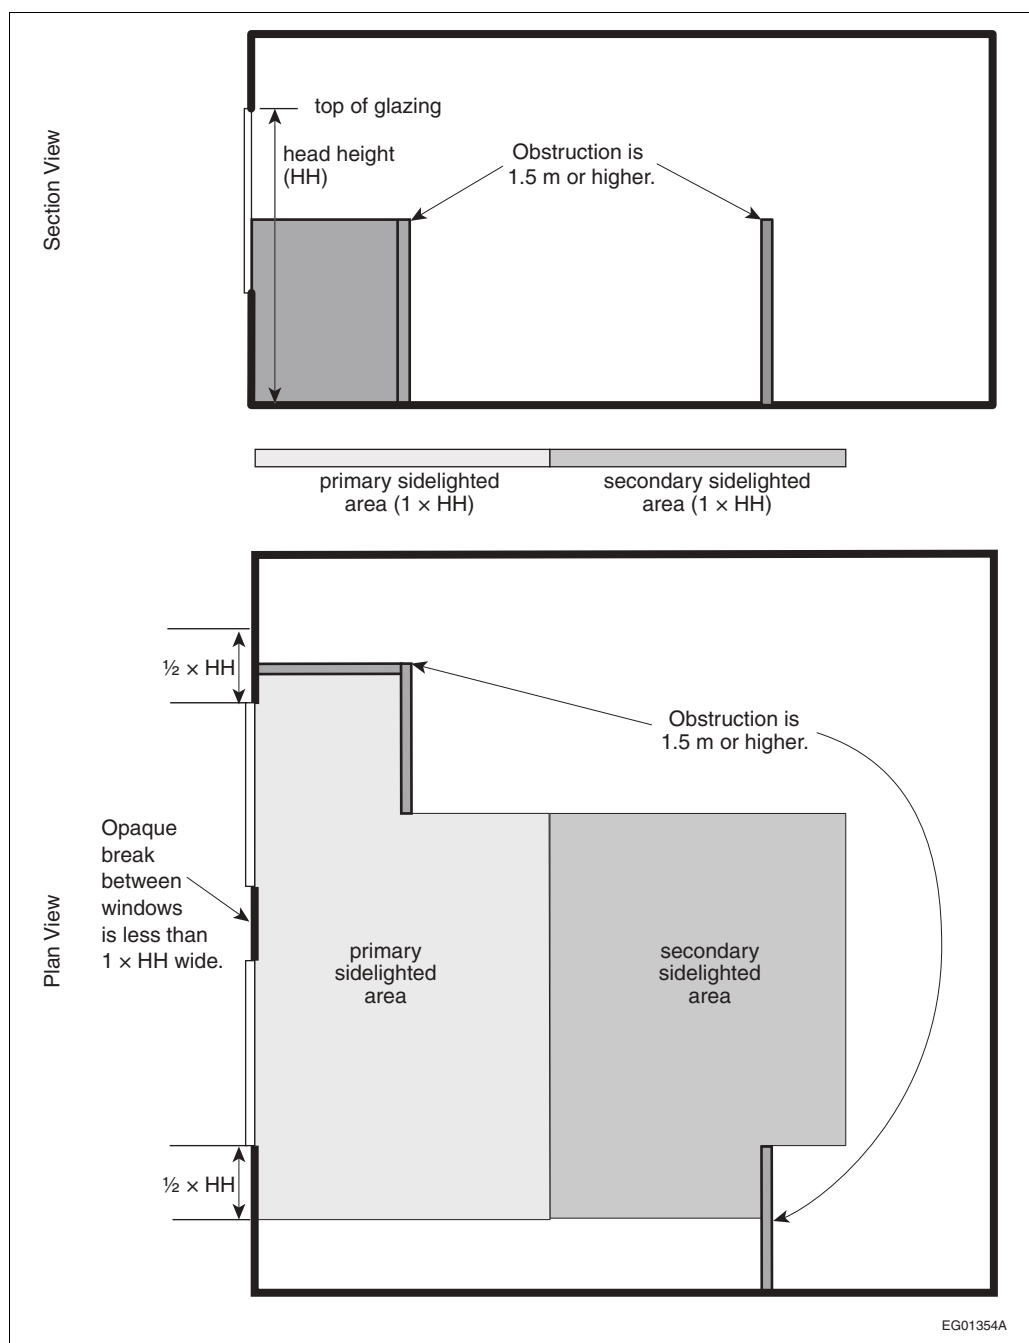 Section View
top of glazing
head height
(HH)
Obstruction is
1.5 m or higher.
primary sidelighted
area (1 × HH)
secondary sidelighted
area (1 × HH)
Plan View
½ × HH
Obstruction is
1.5 m or higher.
Opaque
break
between
windows
is less than
1 × HH wide.
primary
sidelighted
area
secondary
sidelighted
area
½ × HH
EG01354A